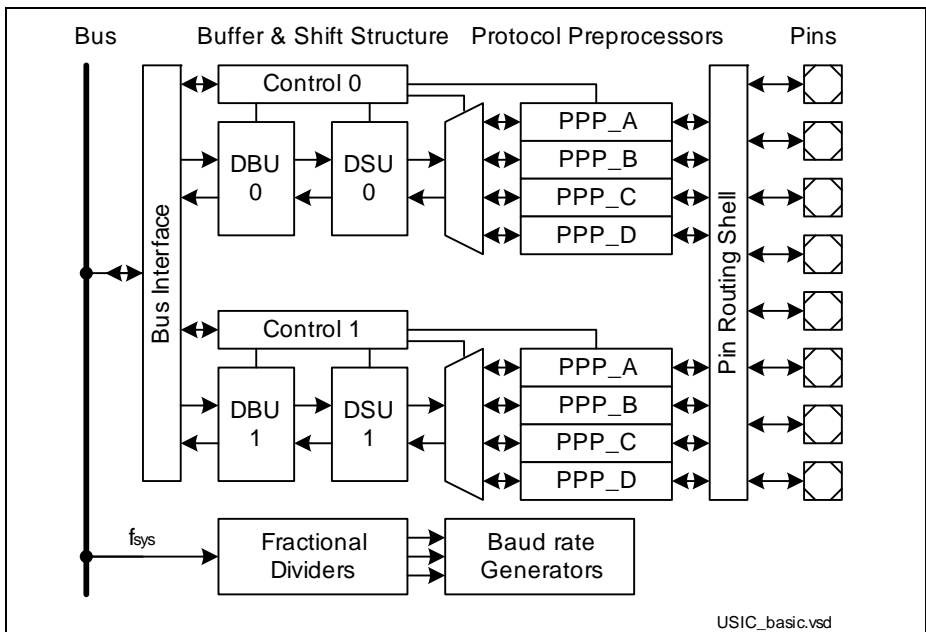 Bus
Buffer & Shift Structure
Protocol Preprocessors
Pins
Bus Interface
Control 0
DBU
0
DSU
0
PPP_A
PPP_B
PPP_C
PPP_D
Pin Routing Shell
Control 1
DBU
1
DSU
1
PPP_A
PPP_B
PPP_C
PPP_D
fsys
Fractional
Dividers
Baud rate
Generators
USIC_basic.vsd